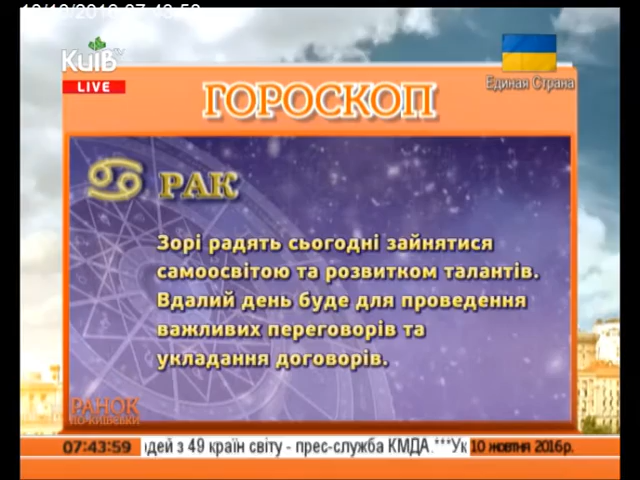 КиїВ TV
LIVE
Единая Страна
ГОРОСКОП
РАК
Зорі радять сьогодні зайнятися
самоосвітою та розвитком талантів.
Вдалий день буде для проведення
важливих переговорів та
укладання договорів.
РАНОК
ПО-КИЇВСЬКИ
07:43:59
дей з 49 країн світу - прес-служба КМДА.***Ук
10 жовтня 2016р.